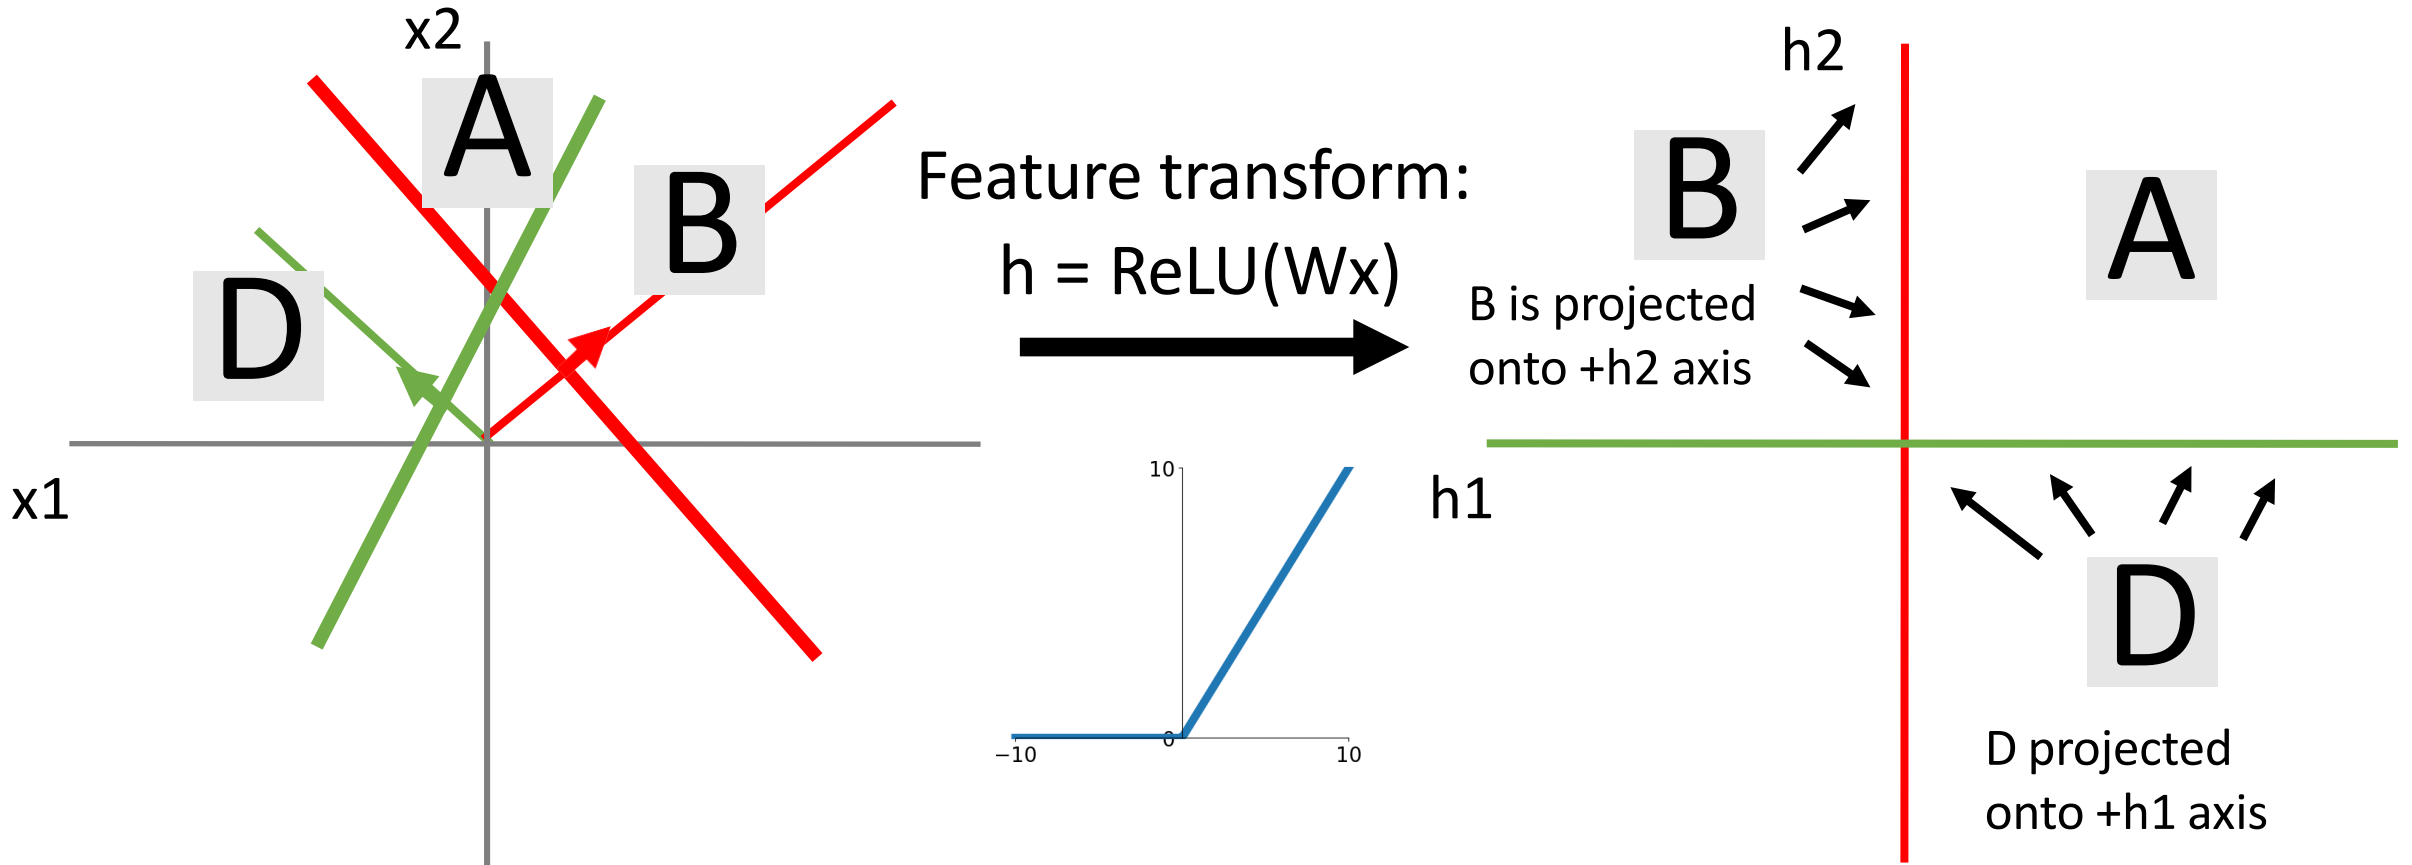 x2
A
B
D
x1
Feature transform:
h = ReLU(Wx)
10
0
−10
10
h2
B
A
B is projected
onto +h2 axis
h1
D
D projected
onto +h1 axis